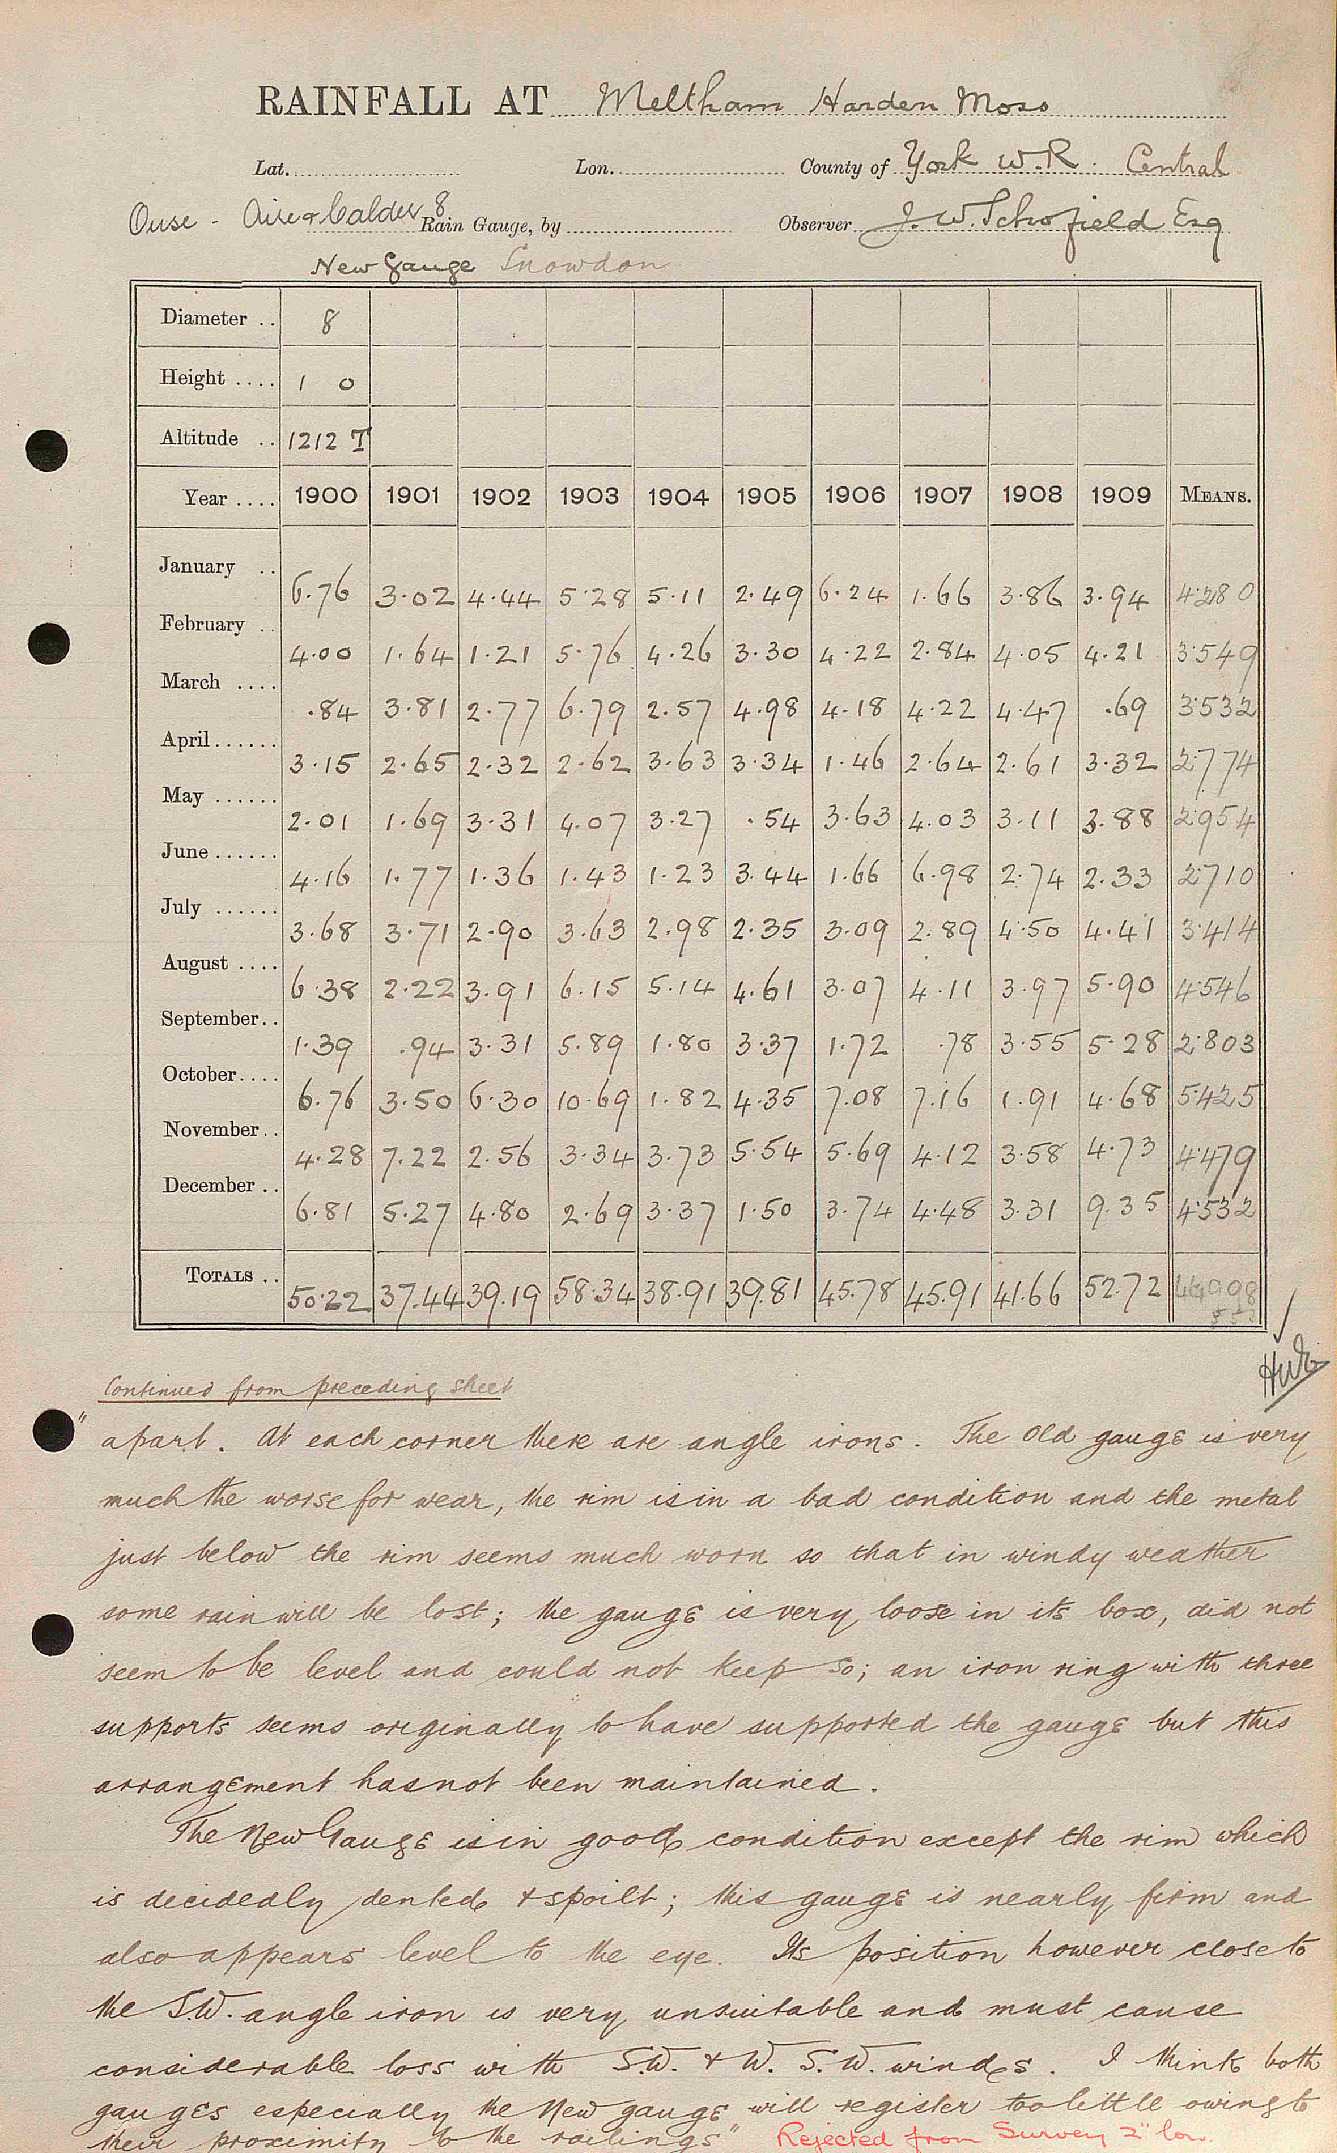 RAINFALL AT Meltham Harden Moss
Lat. Lon. County of York W.R. Central
Ouse - Aire & Calder 8 Rain Gauge, by Observer J. W. Schofield Esq
New Gauge Snowdon
Diameter .. 8
Height .... 1 0
Altitude .. 1212 T
Year .... 1900 1901 1902 1903 1904 1905 1906 1907 1908 1909 MEANS.
January .. 6.76 3.02 4.44 5.28 5.11 2.49 6.24 1.66 3.86 3.94 4.280
February .. 4.00 1.64 1.21 5.76 4.26 3.30 4.22 2.84 4.05 4.21 3.549
March .... .84 3.81 2.77 6.79 2.57 4.98 4.18 4.22 4.47 .69 3.532
April...... 3.15 2.65 2.32 2.62 3.63 3.34 1.46 2.64 2.61 3.32 2.774
May ...... 2.01 1.69 3.31 4.07 3.27 .54 3.63 4.03 3.11 3.88 2.954
June...... 4.16 1.77 1.36 1.43 1.23 3.44 1.66 6.98 2.74 2.33 2.710
July ...... 3.68 3.71 2.90 3.63 2.98 2.35 3.09 2.89 4.50 4.41 3.414
August .... 6.38 2.22 3.91 6.15 5.14 4.61 3.07 4.11 3.97 5.90 4.546
September.. 1.39 .94 3.31 5.89 1.80 3.37 1.72 .78 3.55 5.28 2.803
October.... 6.76 3.50 6.30 10.69 1.82 4.35 7.08 7.16 1.91 4.68 5.425
November.. 4.28 7.22 2.56 3.34 3.73 5.54 5.69 4.12 3.58 4.73 4.479
December .. 6.81 5.27 4.80 2.69 3.37 1.50 3.74 4.48 3.31 9.35 4.532
TOTALS .. 50.22 37.44 39.19 58.34 38.91 39.81 45.78 45.91 41.66 52.72 44.998
Continued from preceding sheet
" apart. At each corner there are angle irons. The Old gauge is very
much the worse for wear, the rim is in a bad condition and the metal
just below the rim seems much worn so that in windy weather
some rain will be lost; the gauge is very loose in its box, did not
seem to be level and could not keep so; an iron ring with three
supports seems originally to have supported the gauge but this
arrangement has not been maintained.
The New Gauge is in good condition except the rim which
is decidedly dented & spoilt; this gauge is nearly firm and
also appears level to the eye. Its position however close to
the S.W. angle iron is very unsuitable and must cause
considerable loss with S.W. & W. S. W. winds. I think both
gauges especially the New gauge will register too little owing to
their proximity to the railings" Rejected from Survey 2" low.